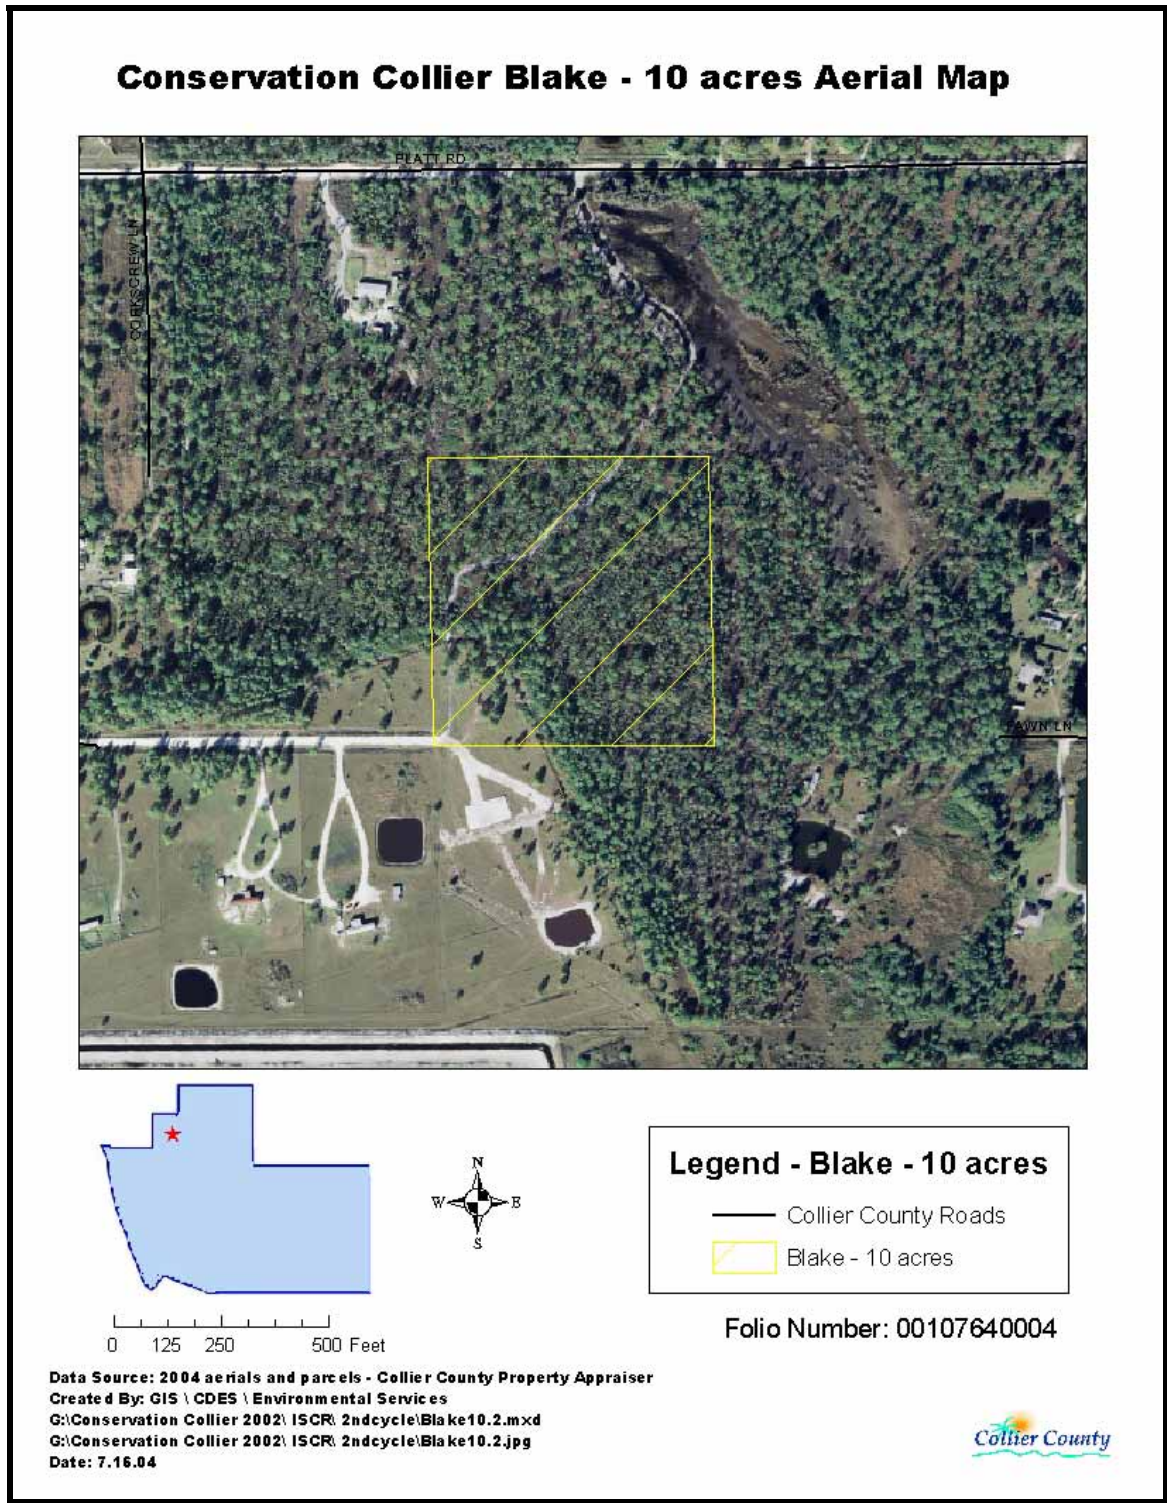 Conservation Collier Blake - 10 acres Aerial Map
PLATT RD
CORKSCREW LN
FAWN LN
N
W E
S
0 125 250 500 Feet
Legend - Blake - 10 acres
Collier County Roads
Blake - 10 acres
Folio Number: 00107640004
Data Source: 2004 aerials and parcels - Collier County Property Appraiser
Created By: GIS \ CDES \ Environmental Services
G:\Conservation Collier 2002\ ISCR\ 2ndcycle\Blake10.2.mxd
G:\Conservation Collier 2002\ ISCR\ 2ndcycle\Blake10.2.jpg
Date: 7.16.04
Collier County